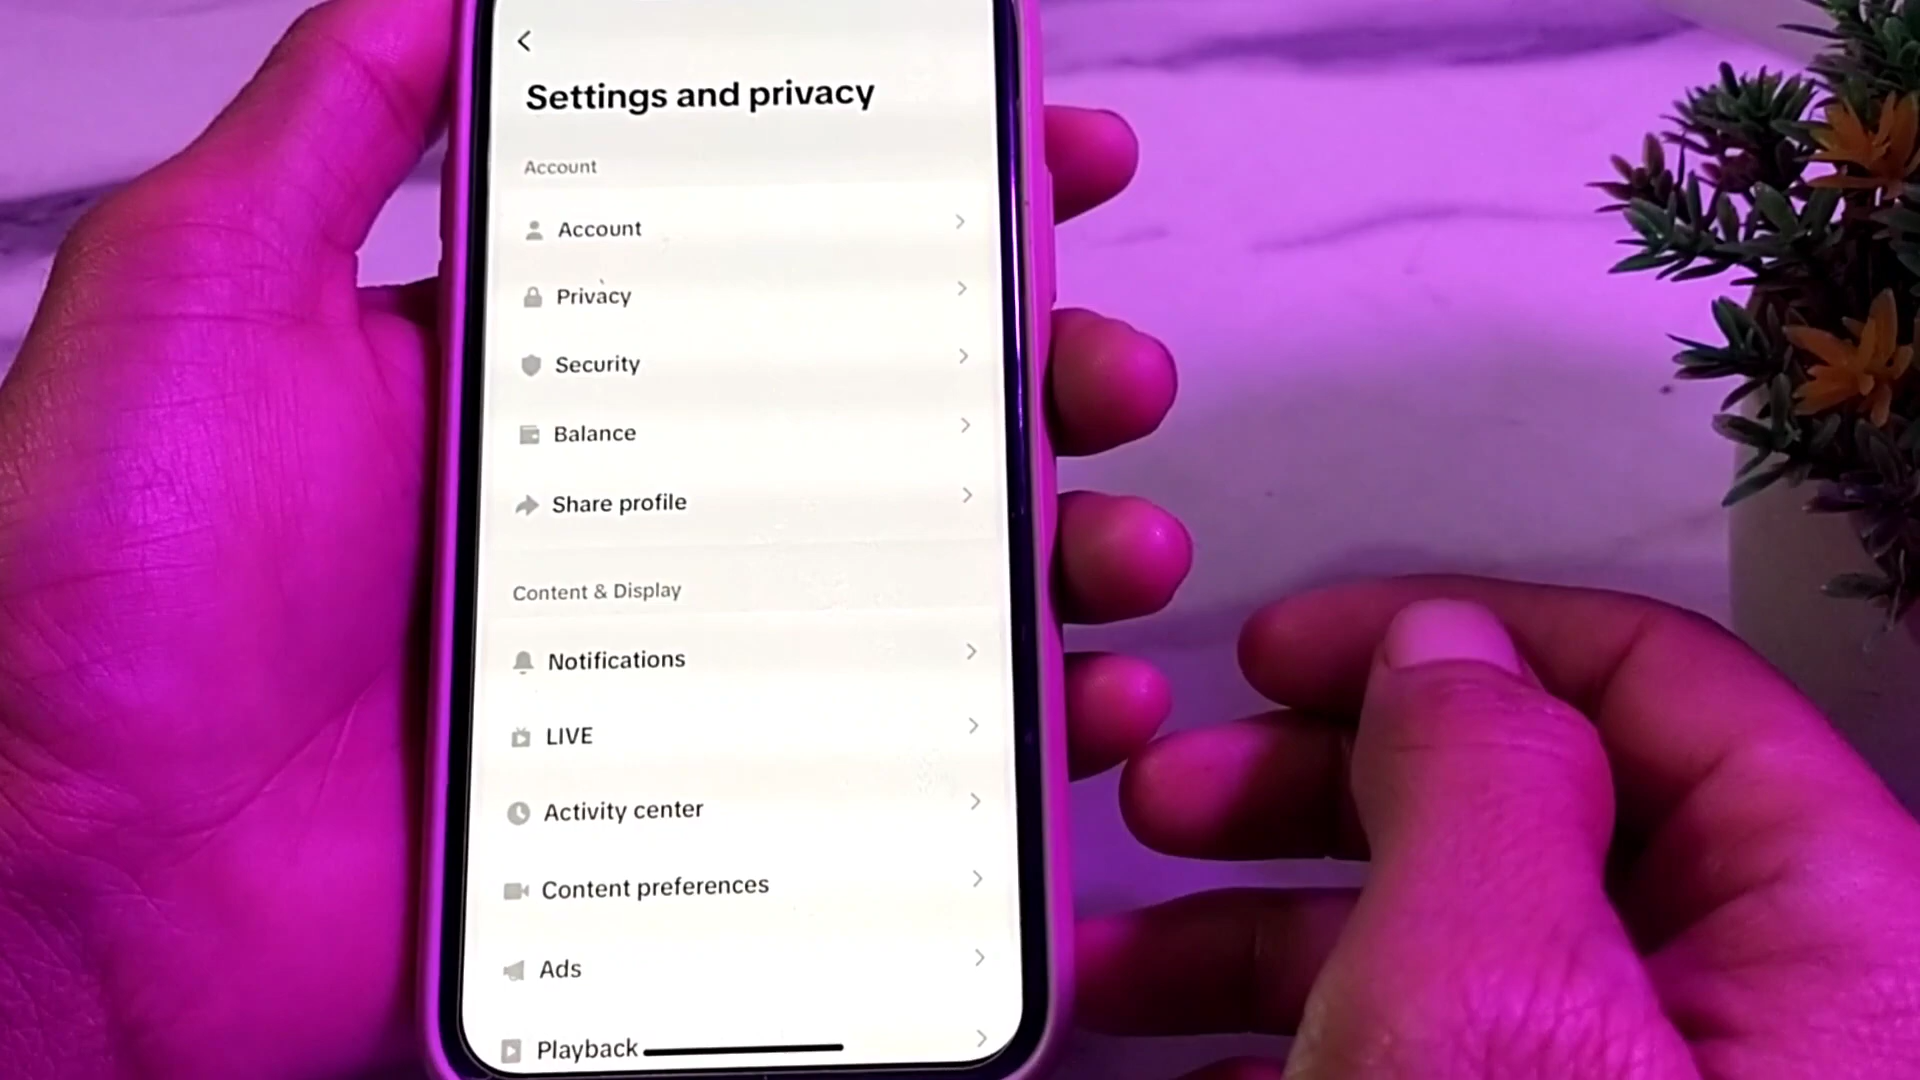 Settings and privacy
Account
Account
Privacy
Security
Balance
Share profile
Content & Display
Notifications
LIVE
Activity center
Content preferences
Ads
Playback